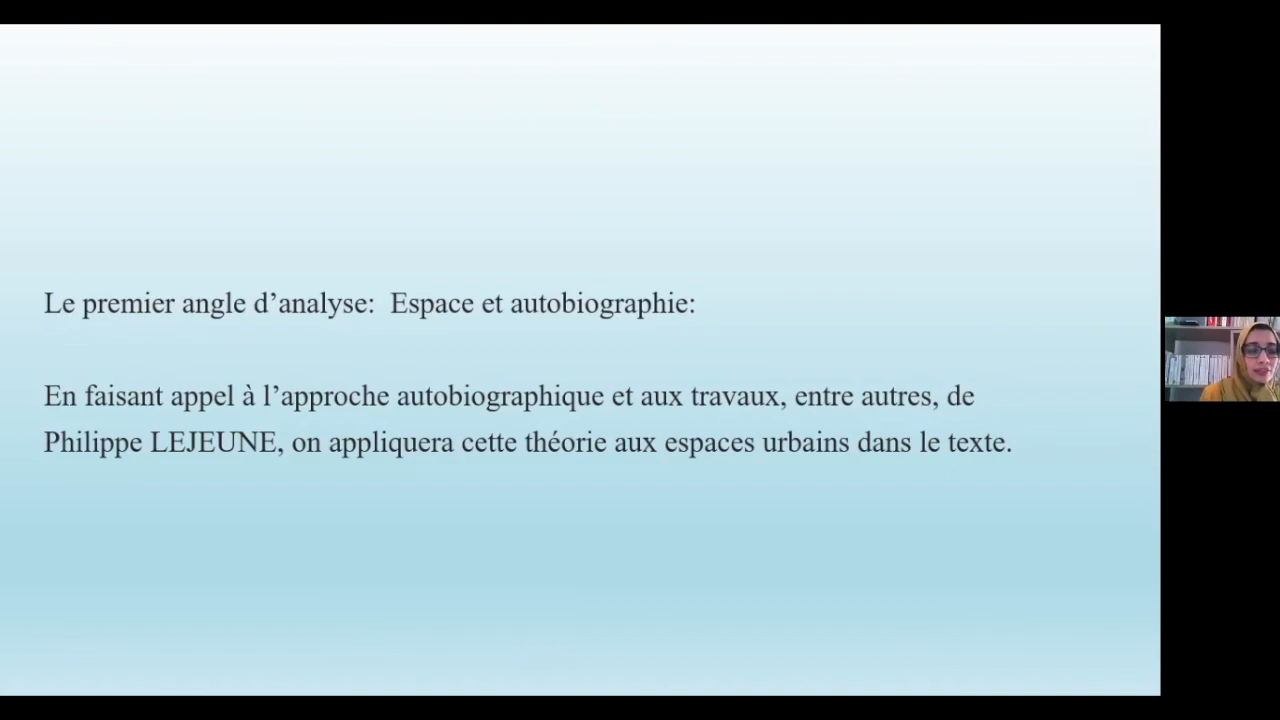 Le premier angle d’analyse:  Espace et autobiographie:
En faisant appel à l’approche autobiographique et aux travaux, entre autres, de
Philippe LEJEUNE, on appliquera cette théorie aux espaces urbains dans le texte.